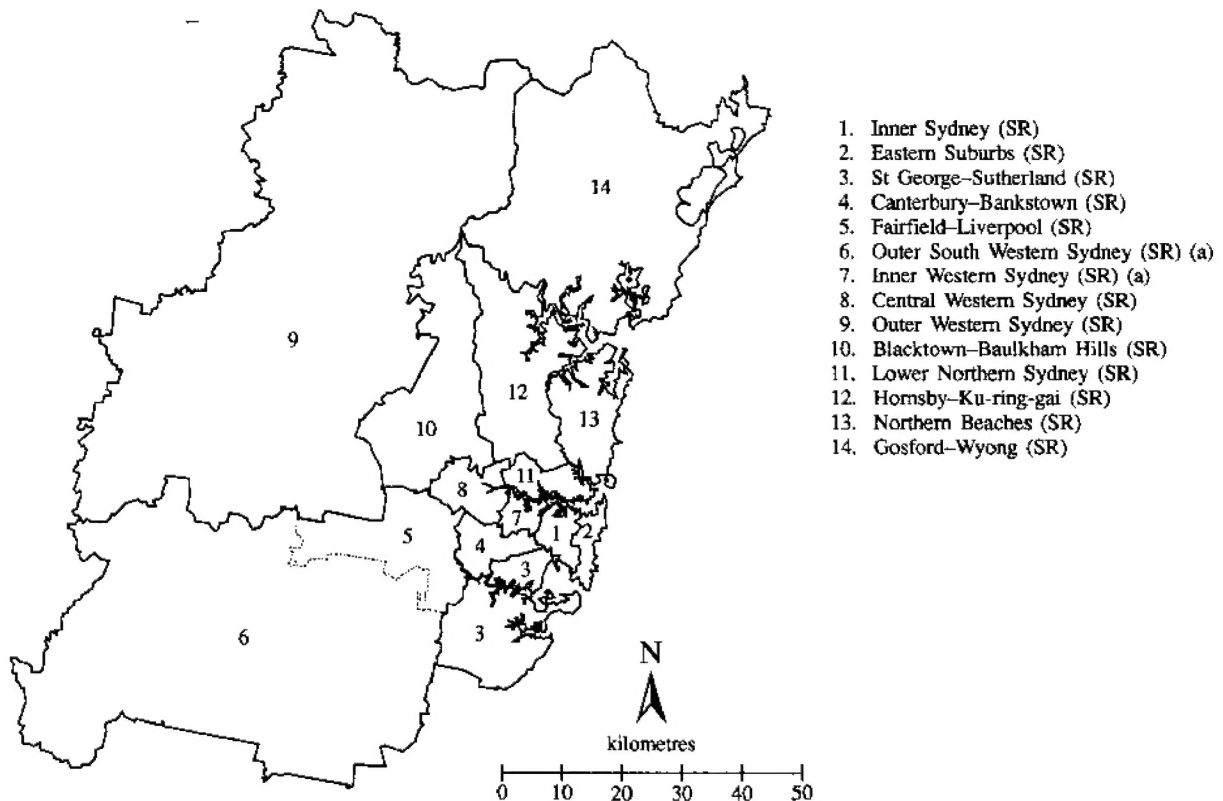 14
9
12
13
10
11
8
7
5
1
2
4
3
6
3
1. Inner Sydney (SR)
2. Eastern Suburbs (SR)
3. St George–Sutherland (SR)
4. Canterbury–Bankstown (SR)
5. Fairfield–Liverpool (SR)
6. Outer South Western Sydney (SR) (a)
7. Inner Western Sydney (SR) (a)
8. Central Western Sydney (SR)
9. Outer Western Sydney (SR)
10. Blacktown–Baulkham Hills (SR)
11. Lower Northern Sydney (SR)
12. Hornsby–Ku-ring-gai (SR)
13. Northern Beaches (SR)
14. Gosford–Wyong (SR)
N
kilometres
0 10 20 30 40 50